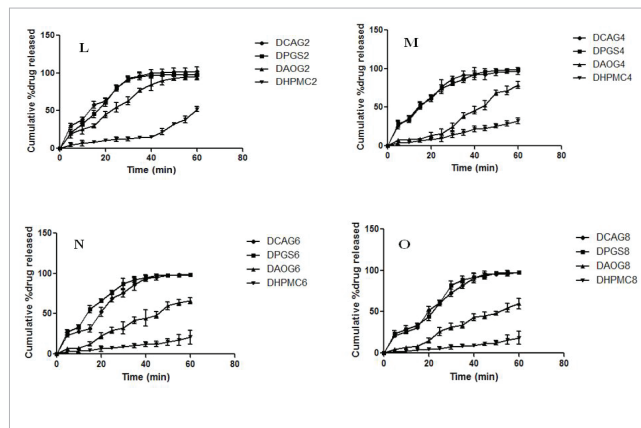 L
Cumulative %drug released
150
100
50
0
0
20
40
60
80
Time (min)
DCAG2
DPGS2
DAOG2
DHPMC2
M
Cumulative %drug released
150
100
50
0
0
20
40
60
80
Time (min)
DCAG4
DPGS4
DAOG4
DHPMC4
N
Cumulative %drug released
150
100
50
0
0
20
40
60
80
Time (min)
DCAG6
DPGS6
DAOG6
DHPMC6
O
Cumulative %drug released
150
100
50
0
0
20
40
60
80
Time (min)
DCAG8
DPGS8
DAOG8
DHPMC8